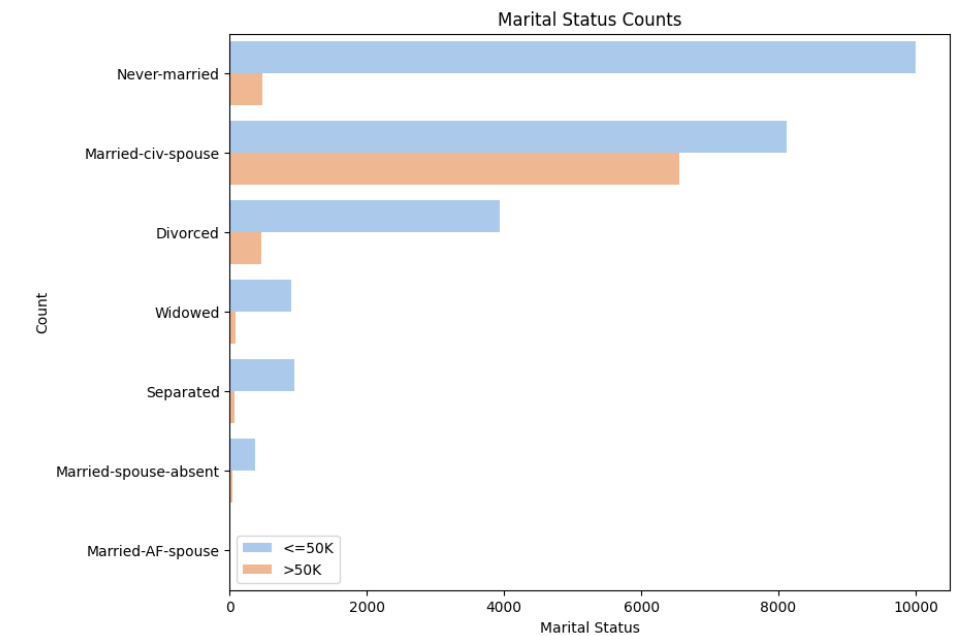 Marital Status Counts
Never-married
Married-civ-spouse
Divorced
Widowed
Count
Separated
Married-spouse-absent
Married-AF-spouse
<=50K
>50K
0 2000 4000 6000 8000 10000
Marital Status